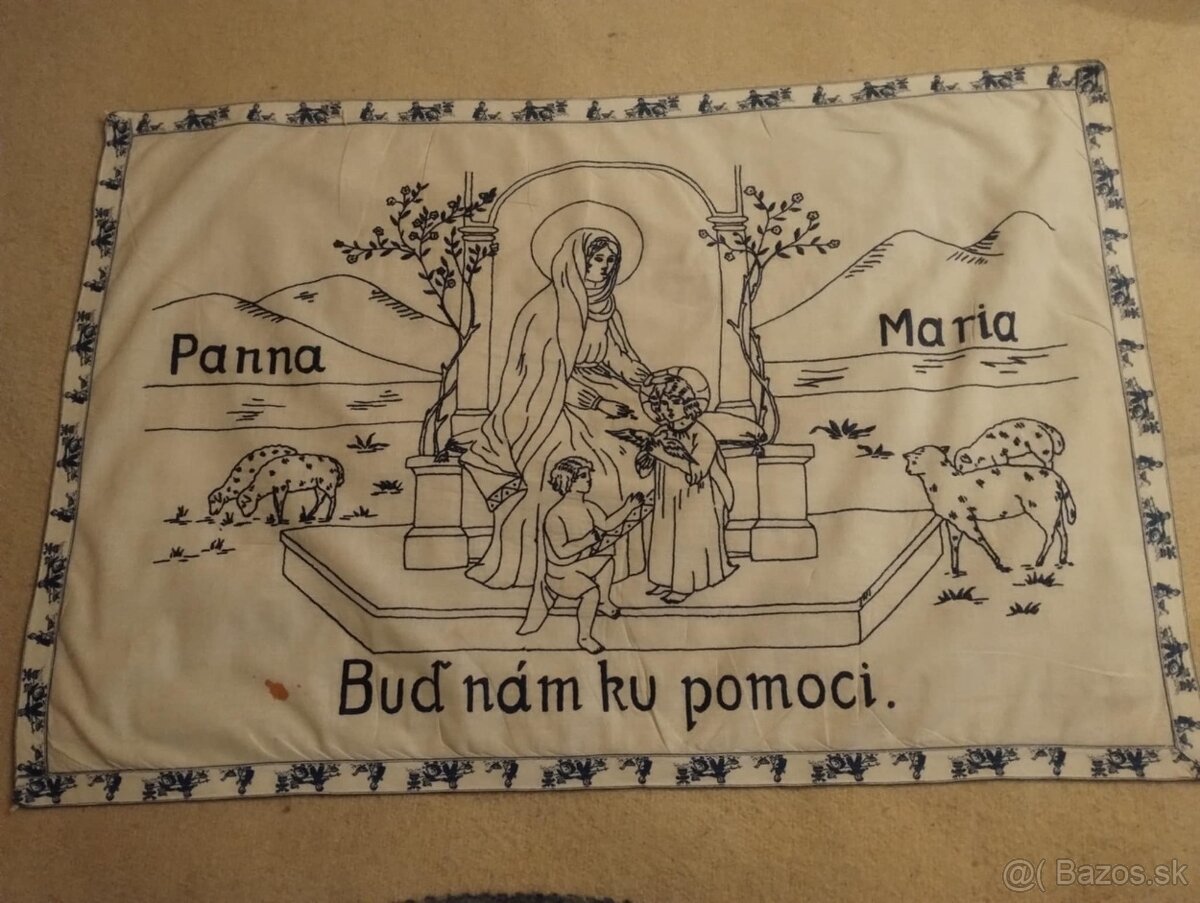 Panna
Maria
Buď nám ku pomoci.
@( Bazos.sk